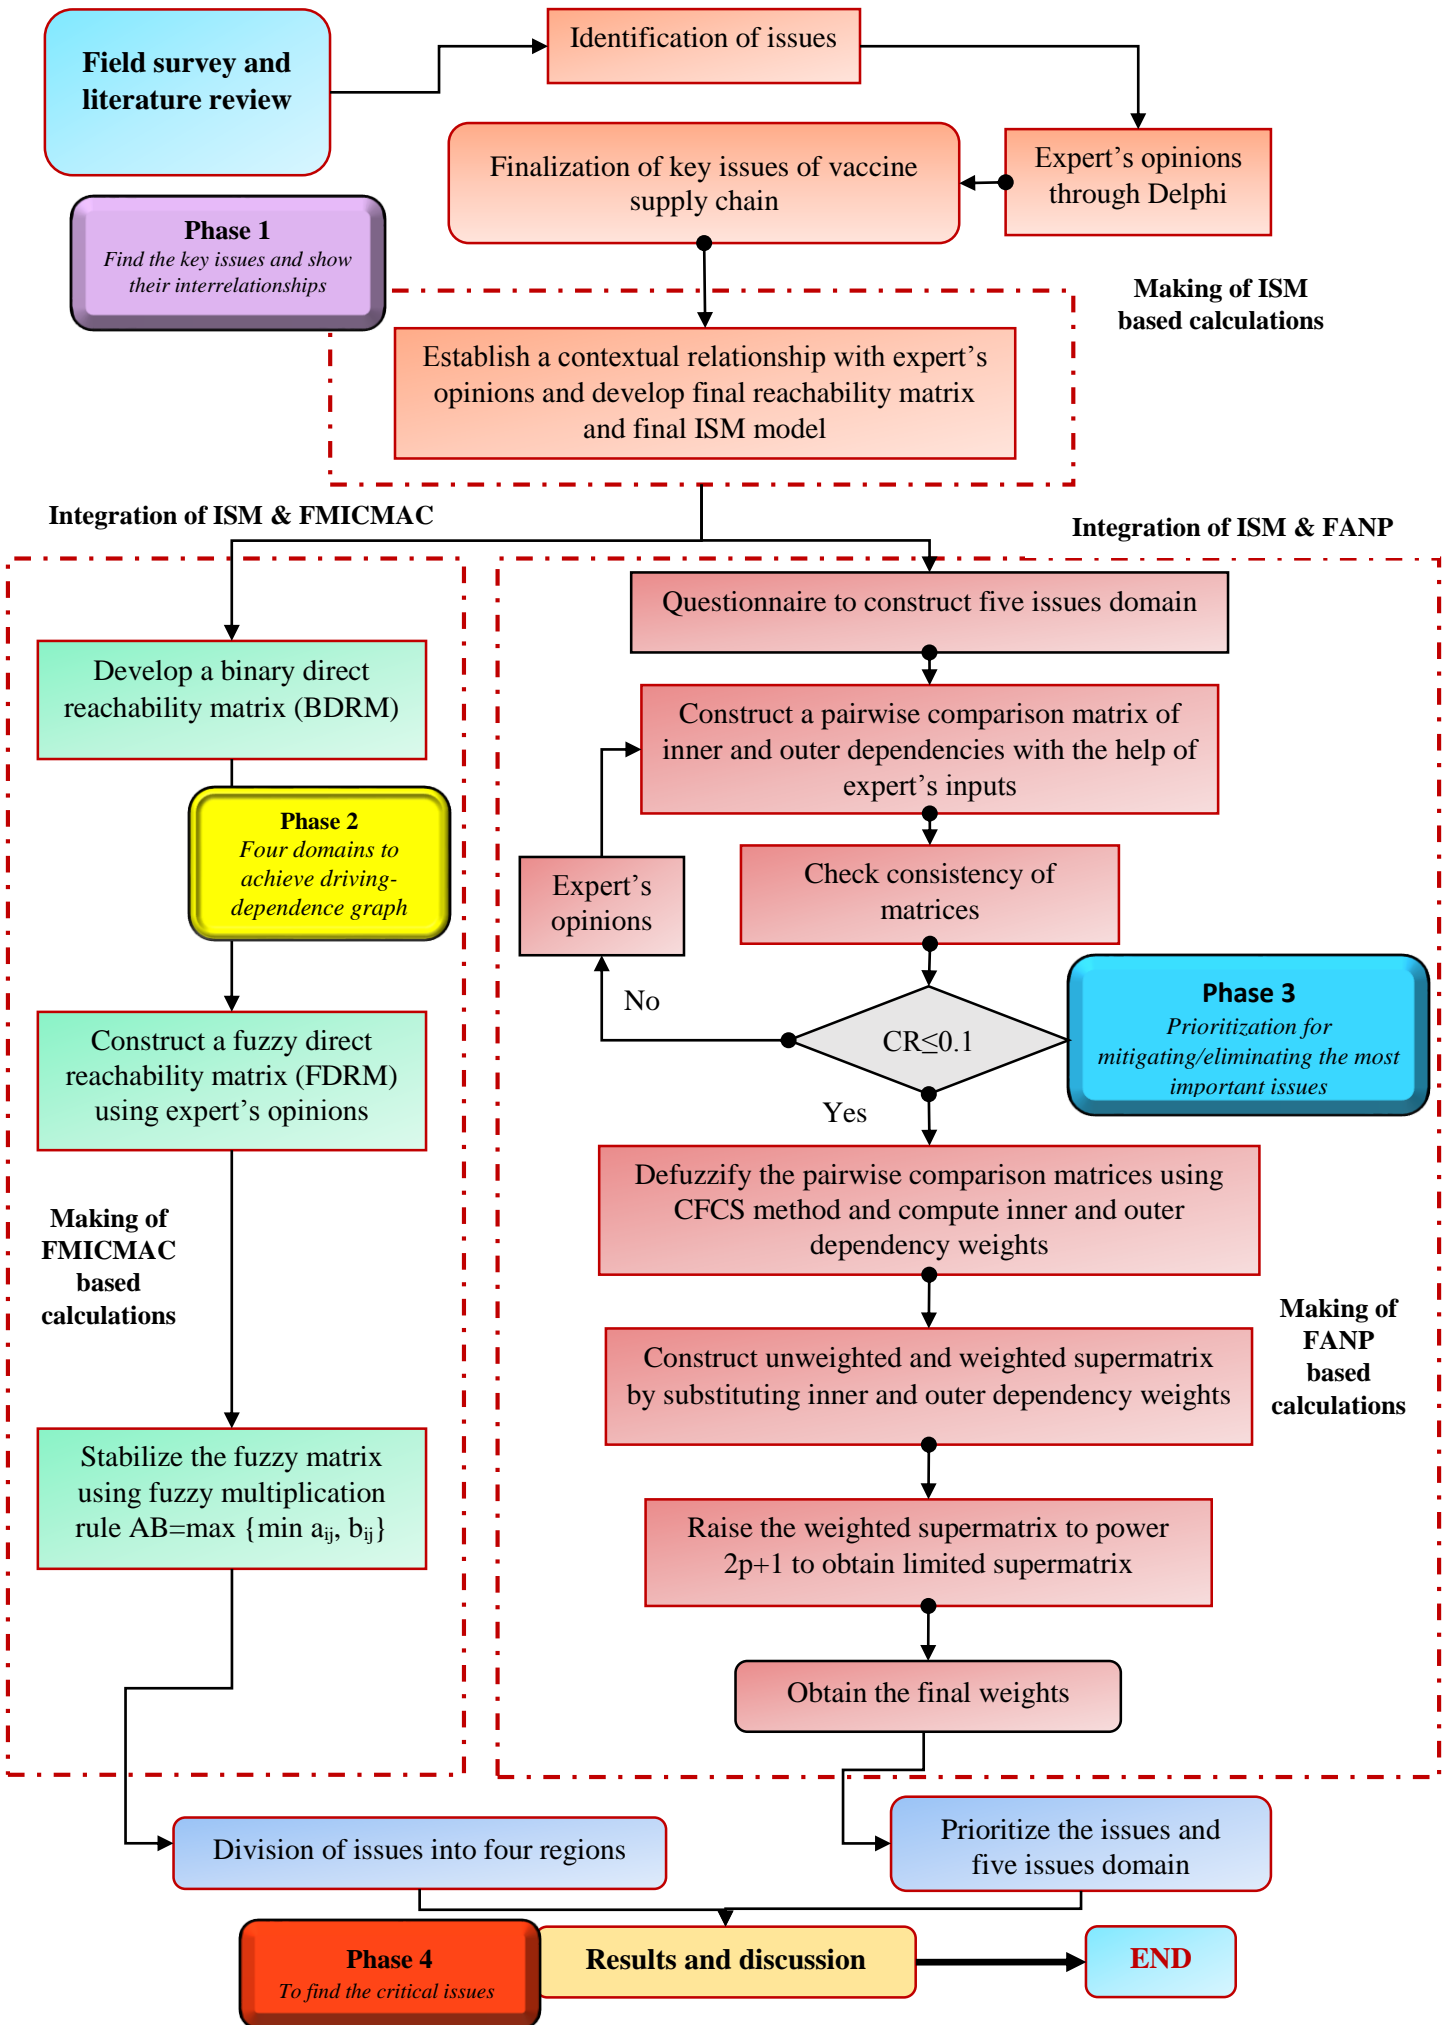 Field survey and
literature review
Identification of issues
Expert’s opinions
through Delphi
Finalization of key issues of vaccine
supply chain
Phase 1
Find the key issues and show
their interrelationships
Making of ISM
based calculations
Establish a contextual relationship with expert’s
opinions and develop final reachability matrix
and final ISM model
Integration of ISM & FMICMAC
Integration of ISM & FANP
Develop a binary direct
reachability matrix (BDRM)
Phase 2
Four domains to
achieve driving-
dependence graph
Construct a fuzzy direct
reachability matrix (FDRM)
using expert’s opinions
Making of
FMICMAC
based
calculations
Stabilize the fuzzy matrix
using fuzzy multiplication
rule AB=max {min aij, bij}
Questionnaire to construct five issues domain
Construct a pairwise comparison matrix of
inner and outer dependencies with the help of
expert’s inputs
Expert’s
opinions
Check consistency of
matrices
No
CR≤0.1
Yes
Phase 3
Prioritization for
mitigating/eliminating the most
important issues
Defuzzify the pairwise comparison matrices using
CFCS method and compute inner and outer
dependency weights
Making of
FANP
based
calculations
Construct unweighted and weighted supermatrix
by substituting inner and outer dependency weights
Raise the weighted supermatrix to power
2p+1 to obtain limited supermatrix
Obtain the final weights
Division of issues into four regions
Prioritize the issues and
five issues domain
Phase 4
To find the critical issues
Results and discussion
END